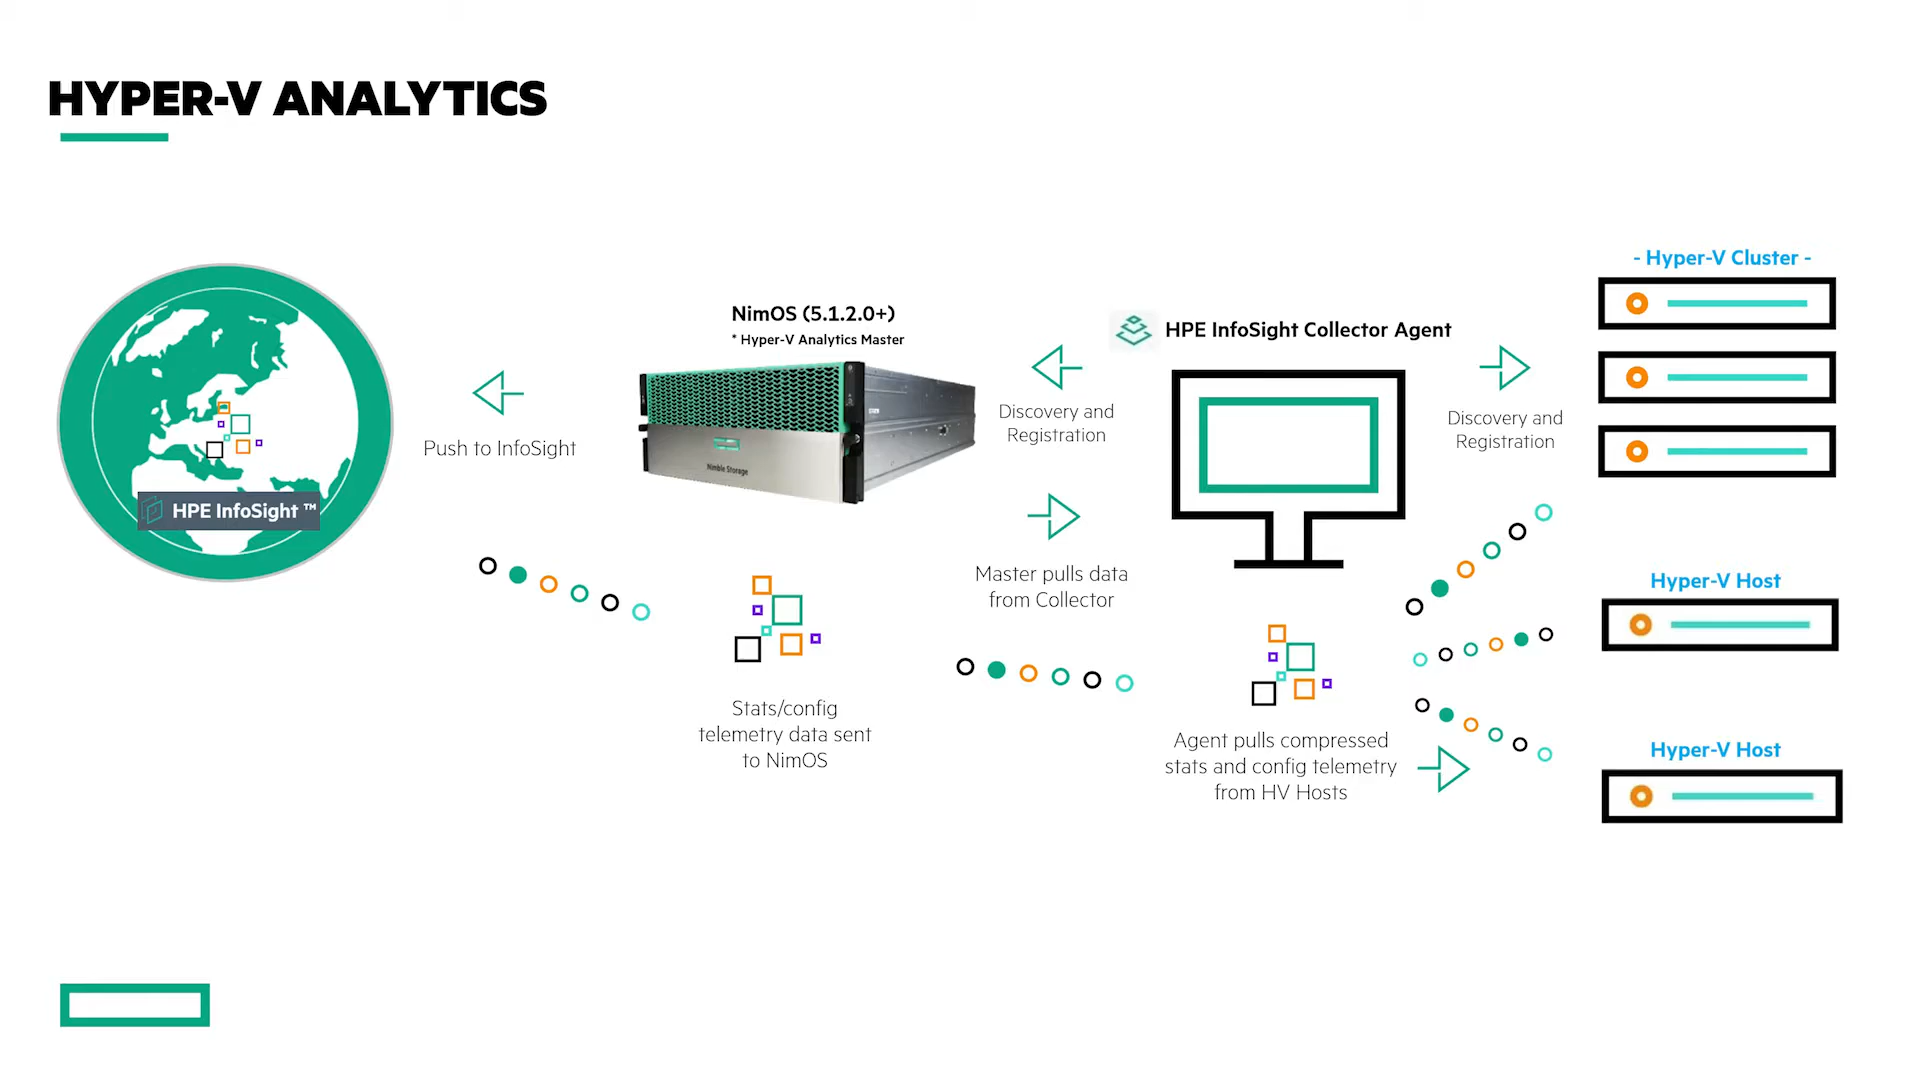 HYPER-V ANALYTICS
HPE InfoSight ™
Push to InfoSight
NimOS (5.1.2.0+)
* Hyper-V Analytics Master
Nimble Storage
Stats/config
telemetry data sent
to NimOS
Discovery and
Registration
Master pulls data
from Collector
HPE InfoSight Collector Agent
Agent pulls compressed
stats and config telemetry
from HV Hosts
Discovery and
Registration
- Hyper-V Cluster -
Hyper-V Host
Hyper-V Host